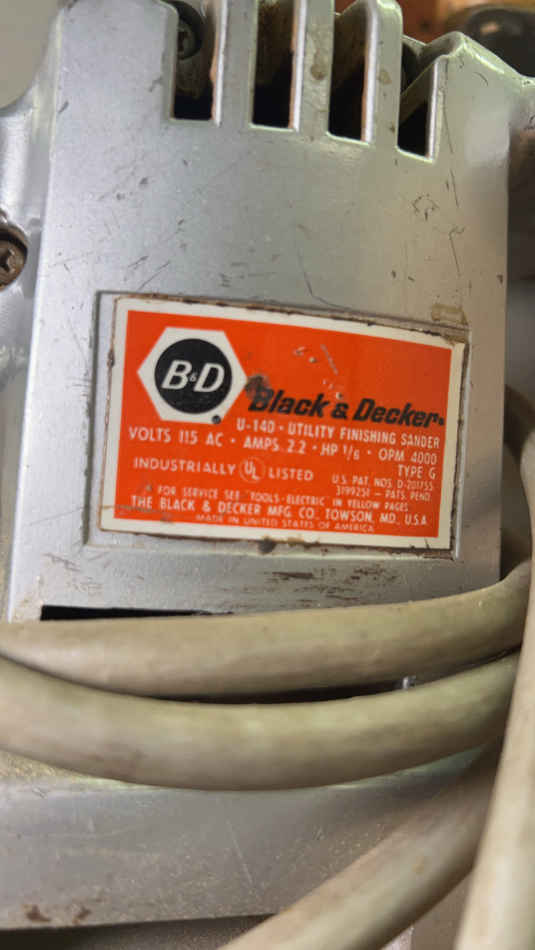 B&D
Black & Decker®
U-140 • UTILITY FINISHING SANDER
VOLTS 115 AC • AMPS. 2.2 • HP 1/6 • OPM 4000
TYPE G
INDUSTRIALLY UL LISTED
U.S. PAT. NOS. D-201755
3199251 — PATS. PEND.
FOR SERVICE SEE "TOOLS-ELECTRIC" IN YELLOW PAGES
THE BLACK & DECKER MFG. CO., TOWSON, MD., U.S.A.
MADE IN UNITED STATES OF AMERICA